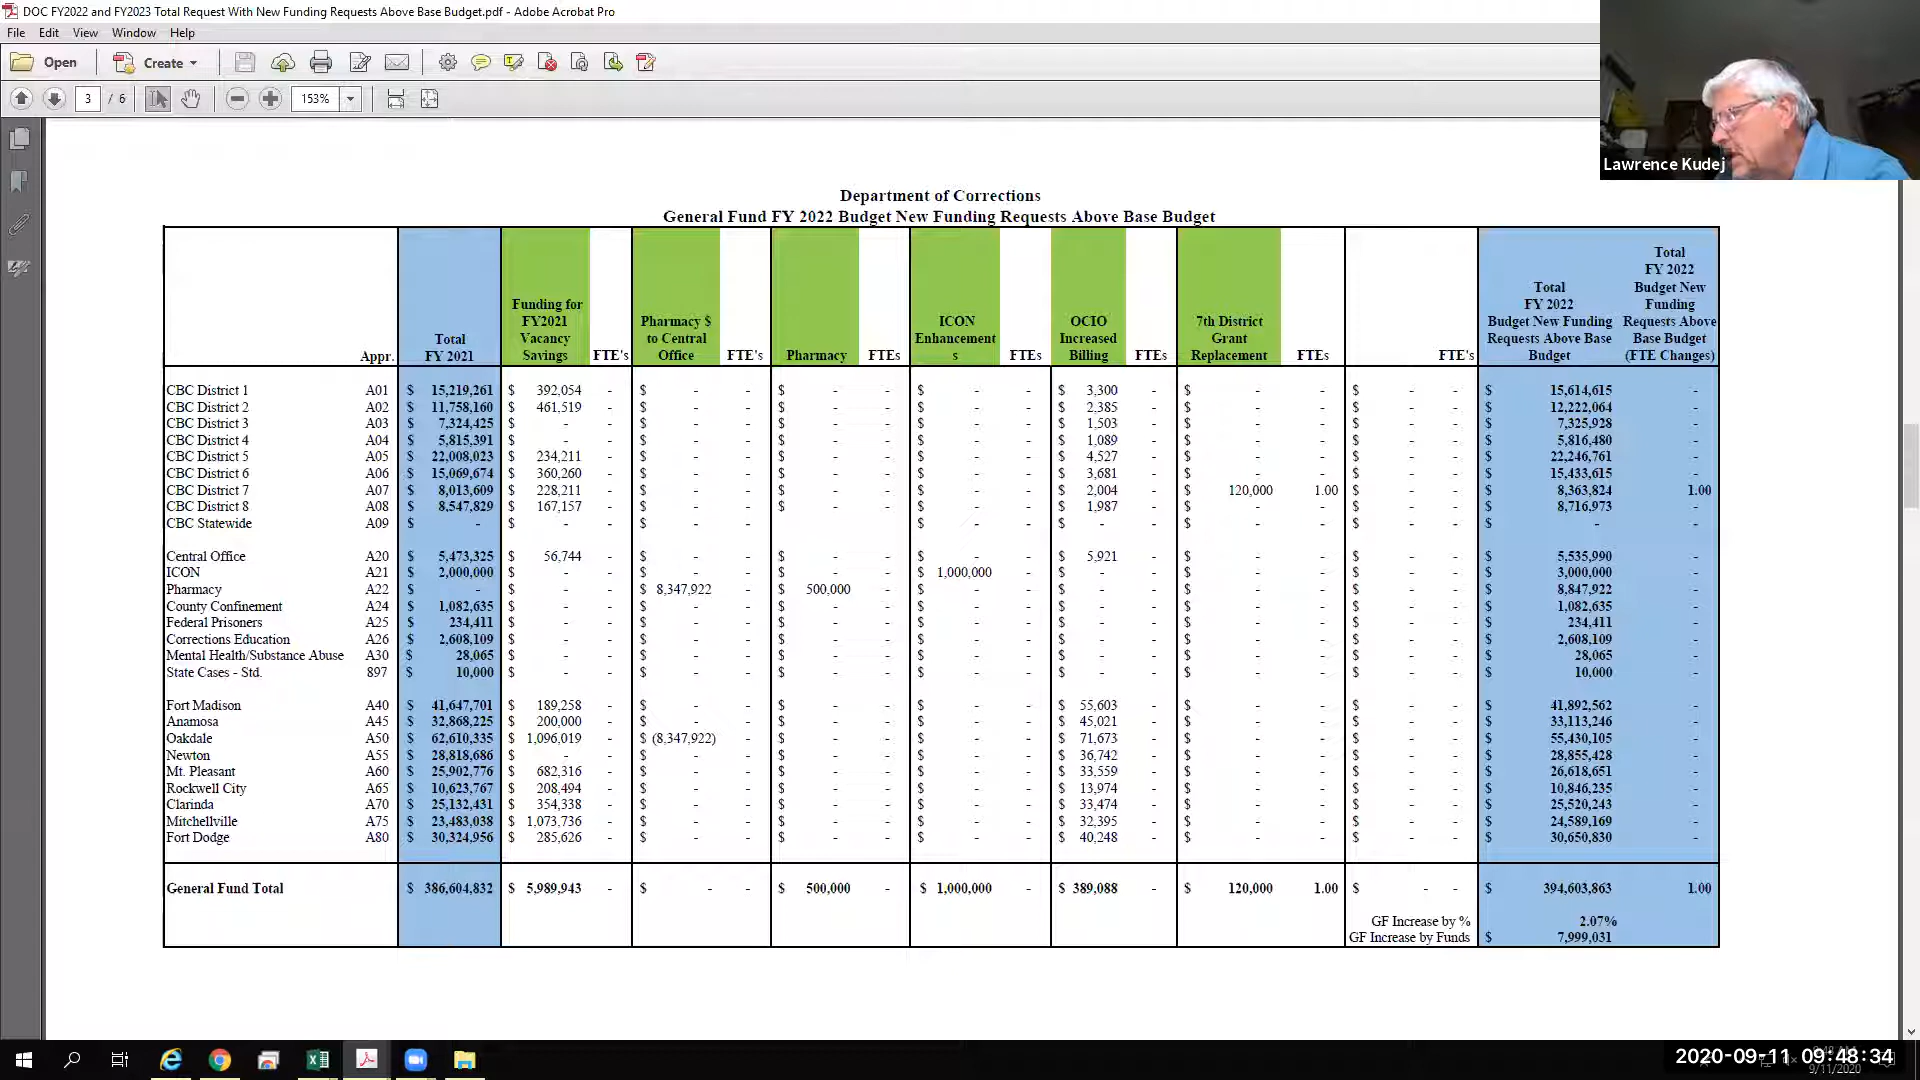 DOC FY2022 and FY2023 Total Request With New Funding Requests Above Base Budget.pdf - Adobe Acrobat Pro
File Edit View Window Help
Open Create
3 / 6 153%
Lawrence Kudej
Department of Corrections
General Fund FY 2022 Budget New Funding Requests Above Base Budget
Appr. Total FY 2021 Funding for FY2021 Vacancy Savings FTE's Pharmacy $ to Central Office FTE's Pharmacy FTEs ICON Enhancement s FTEs OCIO Increased Billing FTEs 7th District Grant Replacement FTEs FTE's Total FY 2022 Budget New Funding Requests Above Base Budget Total FY 2022 Budget New Funding Requests Above Base Budget (FTE Changes)
CBC District 1 A01 $ 15,219,261 $ 392,054 - $ - - $ - - $ - - $ 3,300 - $ - - $ - - $ 15,614,615 -
CBC District 2 A02 $ 11,758,160 $ 461,519 - $ - - $ - - $ - - $ 2,385 - $ - - $ - - $ 12,222,064 -
CBC District 3 A03 $ 7,324,425 $ - - $ - - $ - - $ - - $ 1,503 - $ - - $ - - $ 7,325,928 -
CBC District 4 A04 $ 5,815,391 $ - - $ - - $ - - $ - - $ 1,089 - $ - - $ - - $ 5,816,480 -
CBC District 5 A05 $ 22,008,023 $ 234,211 - $ - - $ - - $ - - $ 4,527 - $ - - $ - - $ 22,246,761 -
CBC District 6 A06 $ 15,069,674 $ 360,260 - $ - - $ - - $ - - $ 3,681 - $ - - $ - - $ 15,433,615 -
CBC District 7 A07 $ 8,013,609 $ 228,211 - $ - - $ - - $ - - $ 2,004 - $ 120,000 1.00 $ - - $ 8,363,824 1.00
CBC District 8 A08 $ 8,547,829 $ 167,157 - $ - - $ - - $ - - $ 1,987 - $ - - $ - - $ 8,716,973 -
CBC Statewide A09 $ - $ - - $ - - $ - - $ - - $ - - $ - - $ - -
Central Office A20 $ 5,473,325 $ 56,744 - $ - - $ - - $ - - $ 5,921 - $ - - $ - - $ 5,535,990 -
ICON A21 $ 2,000,000 $ - - $ - - $ - - $ 1,000,000 - $ - - $ - - $ - - $ 3,000,000 -
Pharmacy A22 $ - $ - - $ 8,347,922 - $ 500,000 - $ - - $ - - $ - - $ - - $ 8,847,922 -
County Confinement A24 $ 1,082,635 $ - - $ - - $ - - $ - - $ - - $ - - $ - - $ 1,082,635 -
Federal Prisoners A25 $ 234,411 $ - - $ - - $ - - $ - - $ - - $ - - $ - - $ 234,411 -
Corrections Education A26 $ 2,608,109 $ - - $ - - $ - - $ - - $ - - $ - - $ - - $ 2,608,109 -
Mental Health/Substance Abuse A30 $ 28,065 $ - - $ - - $ - - $ - - $ - - $ - - $ - - $ 28,065 -
State Cases - Std. 897 $ 10,000 $ - - $ - - $ - - $ - - $ - - $ - - $ - - $ 10,000 -
Fort Madison A40 $ 41,647,701 $ 189,258 - $ - - $ - - $ - - $ 55,603 - $ - - $ - - $ 41,892,562 -
Anamosa A45 $ 32,868,225 $ 200,000 - $ - - $ - - $ - - $ 45,021 - $ - - $ - - $ 33,113,246 -
Oakdale A50 $ 62,610,335 $ 1,096,019 - $ (8,347,922) - $ - - $ - - $ 71,673 - $ - - $ - - $ 55,430,105 -
Newton A55 $ 28,818,686 $ - - $ - - $ - - $ - - $ 36,742 - $ - - $ - - $ 28,855,428 -
Mt. Pleasant A60 $ 25,902,776 $ 682,316 - $ - - $ - - $ - - $ 33,559 - $ - - $ - - $ 26,618,651 -
Rockwell City A65 $ 10,623,767 $ 208,494 - $ - - $ - - $ - - $ 13,974 - $ - - $ - - $ 10,846,235 -
Clarinda A70 $ 25,132,431 $ 354,338 - $ - - $ - - $ - - $ 33,474 - $ - - $ - - $ 25,520,243 -
Mitchellville A75 $ 23,483,038 $ 1,073,736 - $ - - $ - - $ - - $ 32,395 - $ - - $ - - $ 24,589,169 -
Fort Dodge A80 $ 30,324,956 $ 285,626 - $ - - $ - - $ - - $ 40,248 - $ - - $ - - $ 30,650,830 -
General Fund Total $ 386,604,832 $ 5,989,943 - $ - - $ 500,000 - $ 1,000,000 - $ 389,088 - $ 120,000 1.00 $ - - $ 394,603,863 1.00
GF Increase by % 2.07%
GF Increase by Funds $ 7,999,031
2020-09-11 09:48:34
9/11/2020